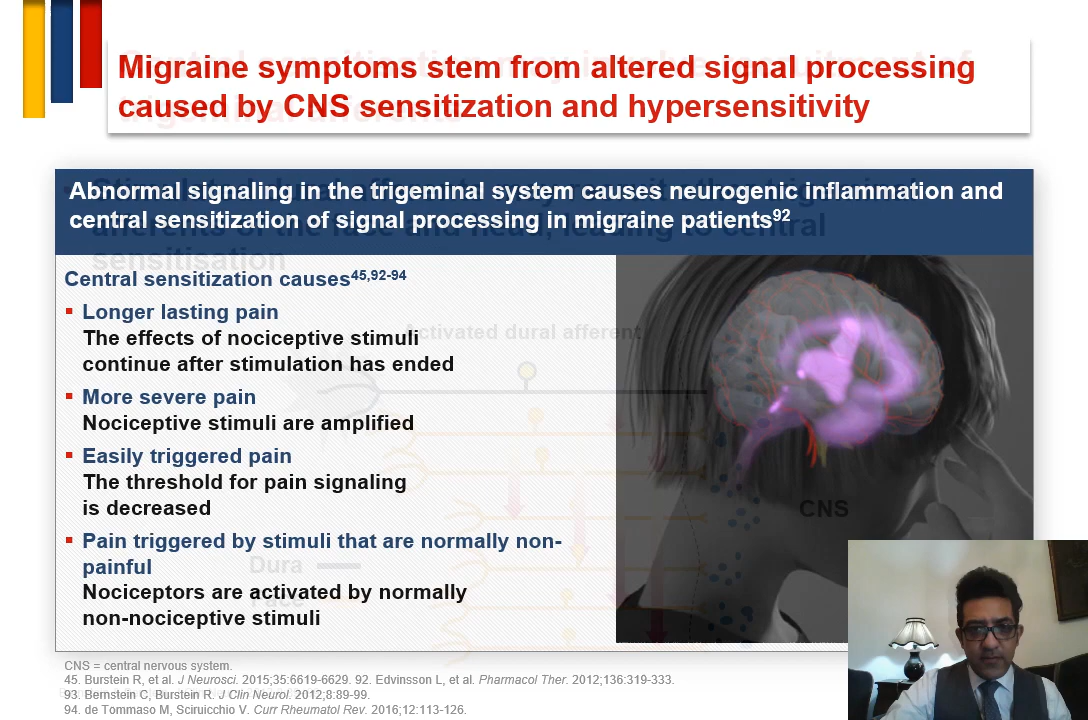 Migraine symptoms stem from altered signal processing
caused by CNS sensitization and hypersensitivity
Abnormal signaling in the trigeminal system causes neurogenic inflammation and
central sensitization of signal processing in migraine patients92
Central sensitization causes45,92-94
▪ Longer lasting pain
The effects of nociceptive stimuli
continue after stimulation has ended
▪ More severe pain
Nociceptive stimuli are amplified
▪ Easily triggered pain
The threshold for pain signaling
is decreased
▪ Pain triggered by stimuli that are normally non-
painful
Nociceptors are activated by normally
non-nociceptive stimuli
Activated dural afferent
CNS
Dura
Face
sensitisation
CNS = central nervous system.
45. Burstein R, et al. J Neurosci. 2015;35:6619-6629. 92. Edvinsson L, et al. Pharmacol Ther. 2012;136:319-333.
93. Bernstein C, Burstein R. J Clin Neurol. 2012;8:89-99.
94. de Tommaso M, Sciruicchio V. Curr Rheumatol Rev. 2016;12:113-126.